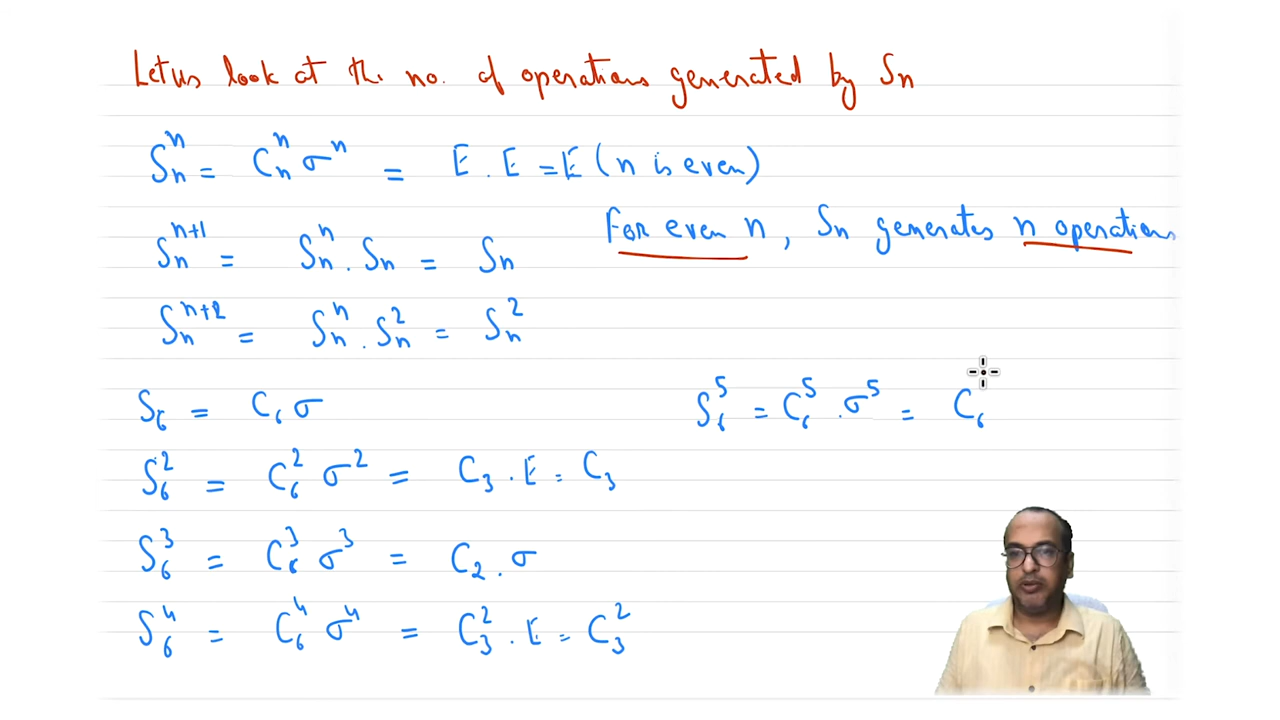 Let us look at the no. of operations generated by Sn
Sₙⁿ = Cₙⁿ σⁿ = E . E = E (n is even)
Sₙⁿ⁺¹ = Sₙⁿ . Sₙ = Sₙ
For even n, Sₙ generates n operations
Sₙⁿ⁺² = Sₙⁿ . Sₙ² = Sₙ²
S₆ = C₆ σ
S₆² = C₆² σ² = C₃ . E = C₃
S₆³ = C₆³ σ³ = C₂ . σ
S₆⁴ = C₆⁴ σ⁴ = C₃² . E = C₃²
S₆⁵ = C₆⁵ . σ⁵ = C₆